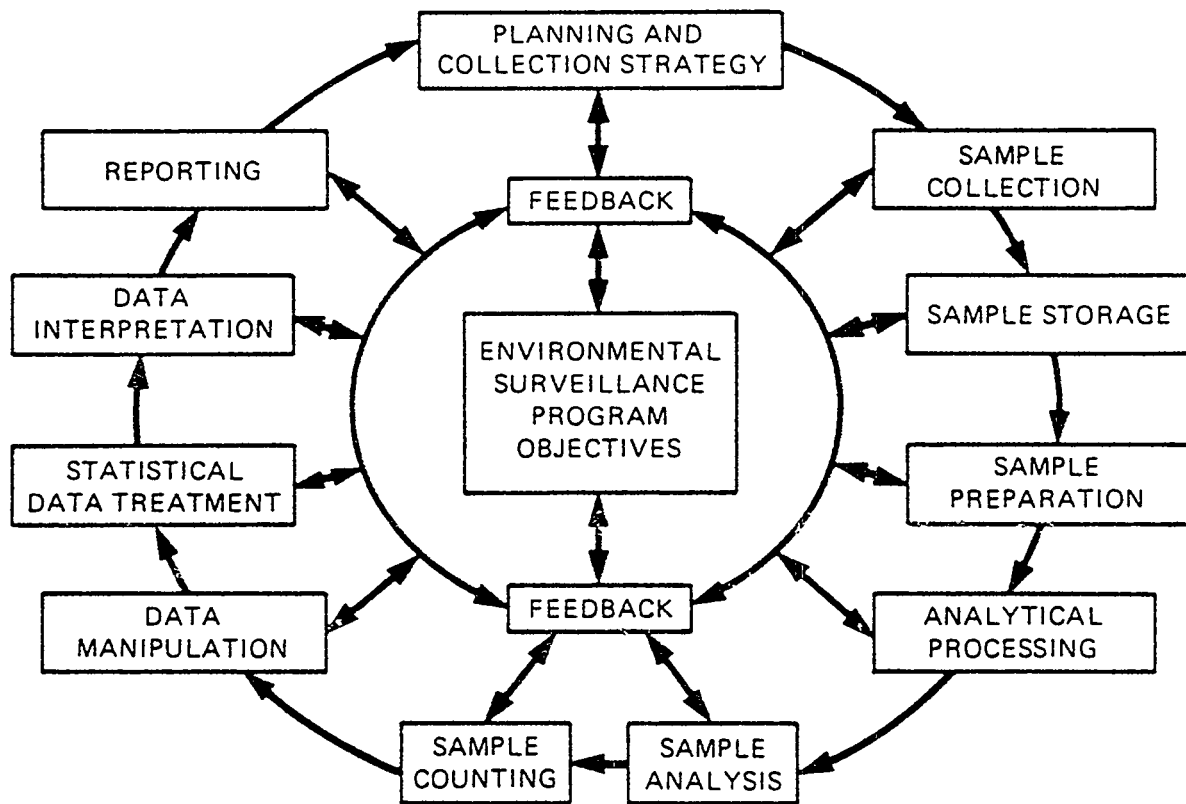 PLANNING AND
COLLECTION STRATEGY
REPORTING
SAMPLE
COLLECTION
FEEDBACK
DATA
INTERPRETATION
ENVIRONMENTAL
SURVEILLANCE
PROGRAM
OBJECTIVES
SAMPLE STORAGE
STATISTICAL
DATA TREATMENT
SAMPLE
PREPARATION
FEEDBACK
DATA
MANIPULATION
ANALYTICAL
PROCESSING
SAMPLE
COUNTING
SAMPLE
ANALYSIS